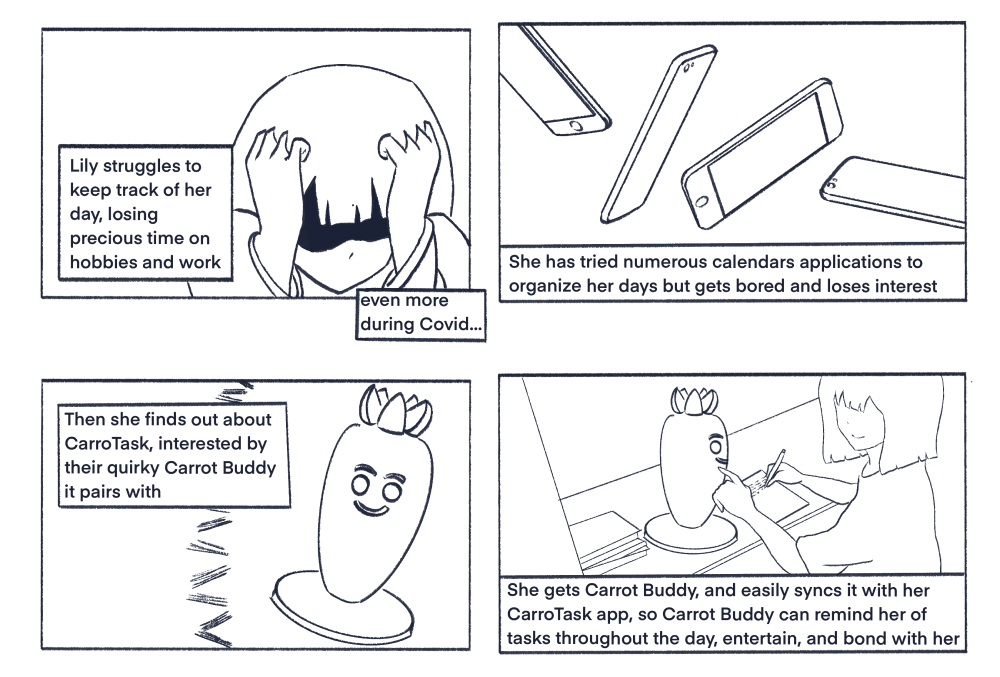 Lily struggles to
keep track of her
day, losing
precious time on
hobbies and work
even more
during Covid...
She has tried numerous calendars applications to
organize her days but gets bored and loses interest
Then she finds out about
CarroTask, interested by
their quirky Carrot Buddy
it pairs with
She gets Carrot Buddy, and easily syncs it with her
CarroTask app, so Carrot Buddy can remind her of
tasks throughout the day, entertain, and bond with her